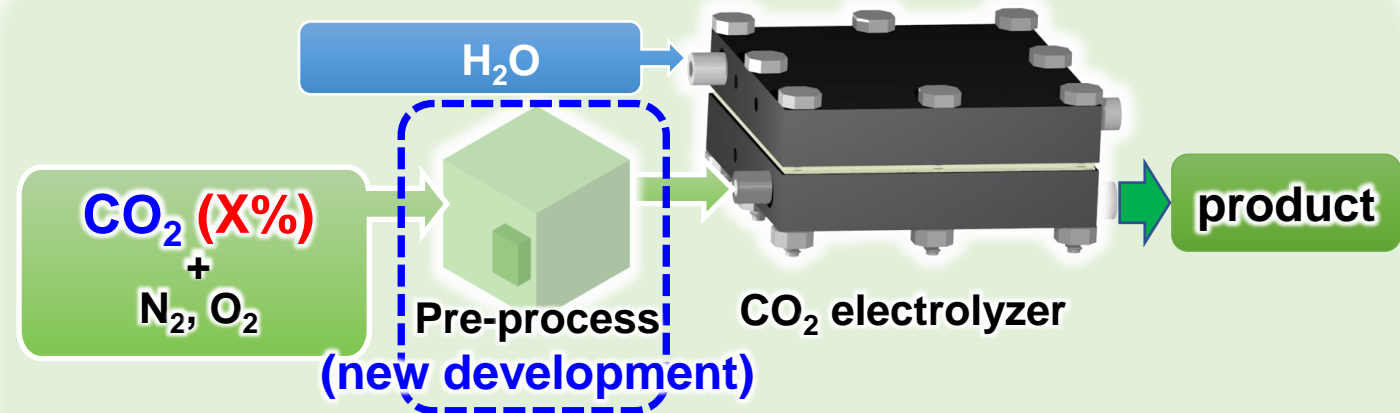 H₂O
CO₂ (X%)
+
N₂, O₂
Pre-process
(new development)
CO₂ electrolyzer
product